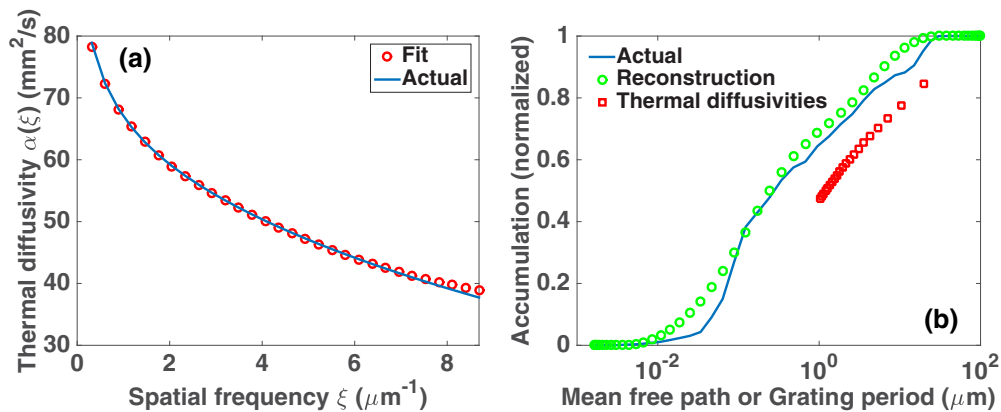 (a)
Fit
Actual
Thermal diffusivity α(ξ) (mm²/s)
80
70
60
50
40
30
0
2
4
6
8
Spatial frequency ξ (μm⁻¹)
Actual
Reconstruction
Thermal diffusivities
Accumulation (normalized)
1
0.8
0.6
0.4
0.2
0
(b)
10⁻²
10⁰
10²
Mean free path or Grating period (μm)